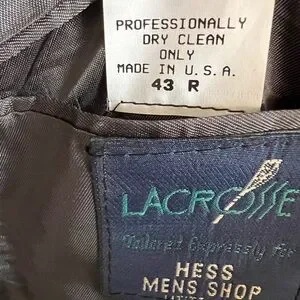 PROFESSIONALLY
DRY CLEAN
ONLY
MADE IN U.S.A.
43 R
LACROSSE
Tailored Expressly for
HESS
MENS SHOP